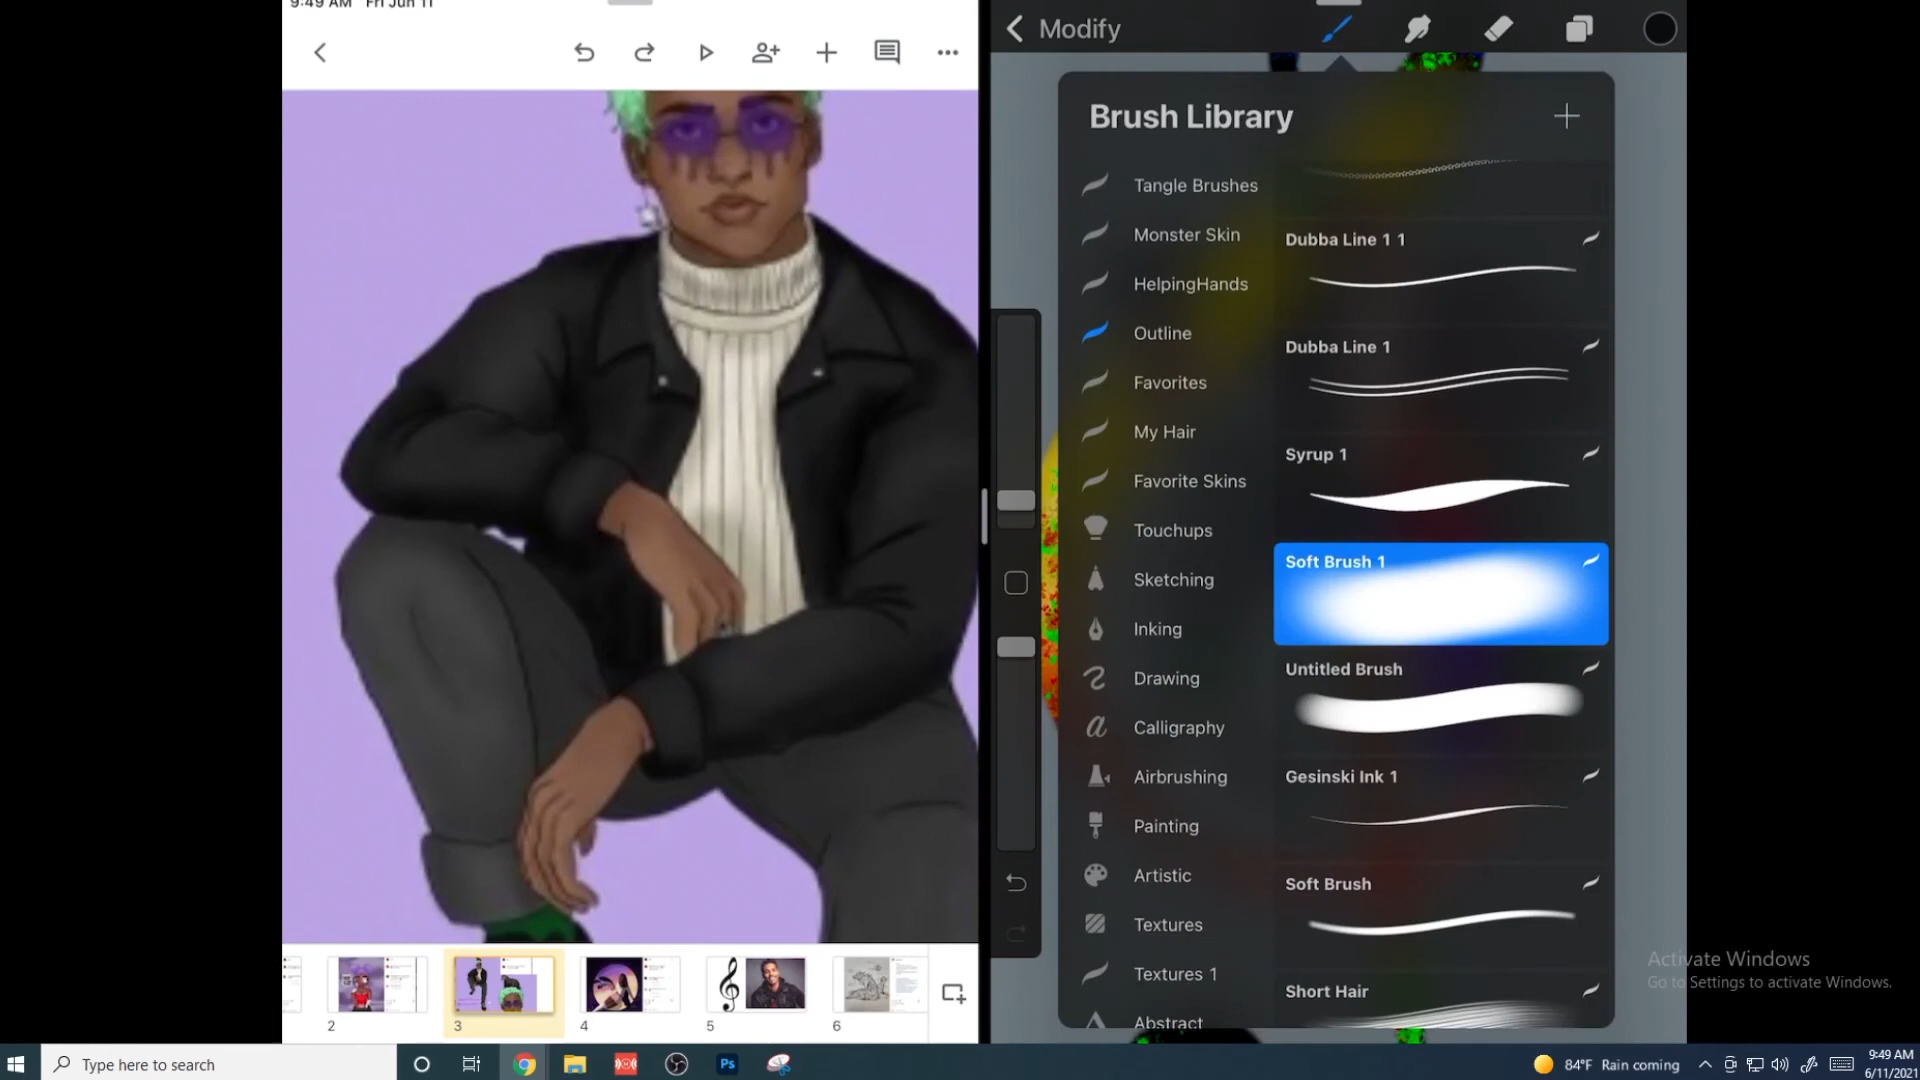 9:49 AM Fri Jun 11
Modify
Brush Library
Tangle Brushes
Monster Skin
HelpingHands
Outline
Favorites
My Hair
Favorite Skins
Touchups
Sketching
Inking
Drawing
Calligraphy
Airbrushing
Painting
Artistic
Textures
Textures 1
Abstract
Dubba Line 1 1
Dubba Line 1
Syrup 1
Soft Brush 1
Untitled Brush
Gesinski Ink 1
Soft Brush
Short Hair
2
3
4
5
6
Activate Windows
Go to Settings to activate Windows.
Type here to search
Ps
84°F Rain coming
9:49 AM
6/11/2021